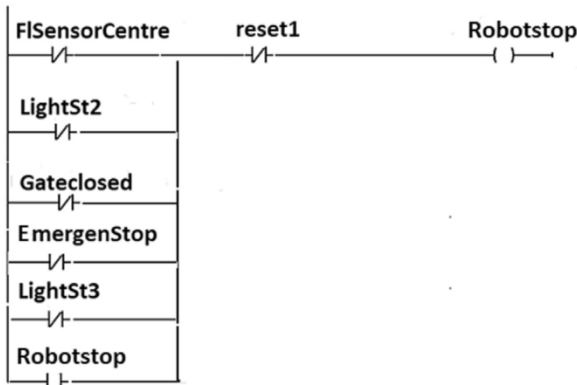 FlSensorCentre reset1 Robotstop
LightSt2
Gateclosed
EmergenStop
LightSt3
Robotstop